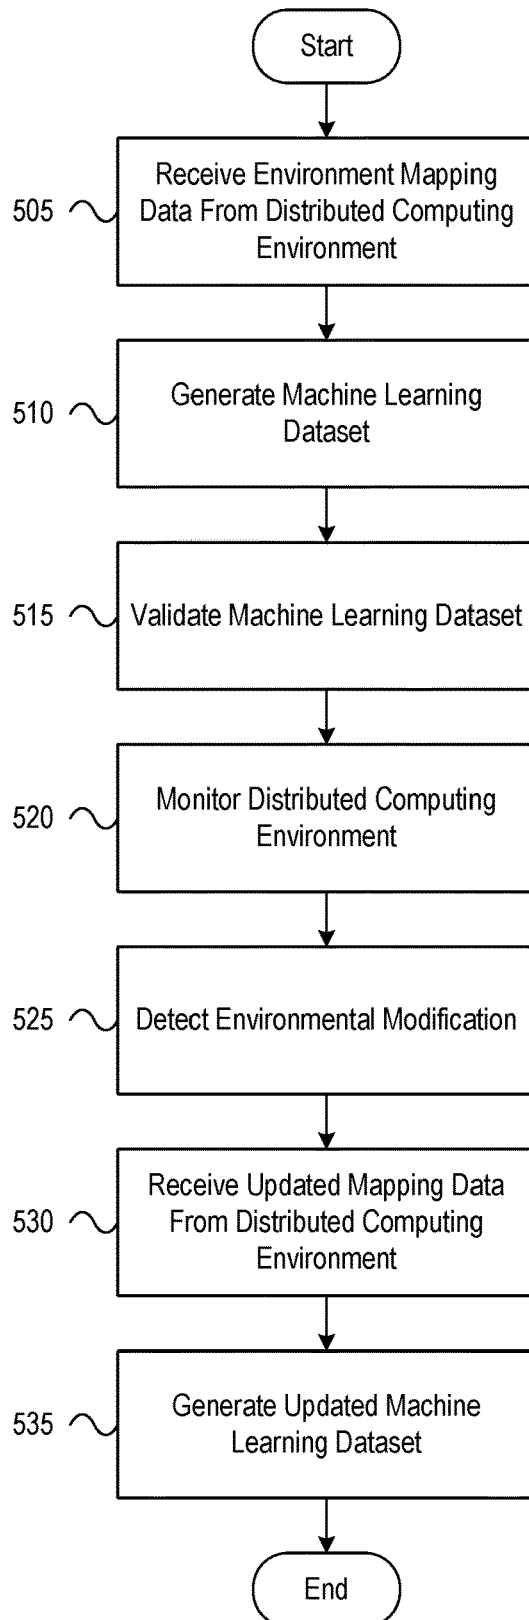 Start
505
Receive Environment Mapping
Data From Distributed Computing
Environment
510
Generate Machine Learning
Dataset
515
Validate Machine Learning Dataset
520
Monitor Distributed Computing
Environment
525
Detect Environmental Modification
530
Receive Updated Mapping Data
From Distributed Computing
Environment
535
Generate Updated Machine
Learning Dataset
End